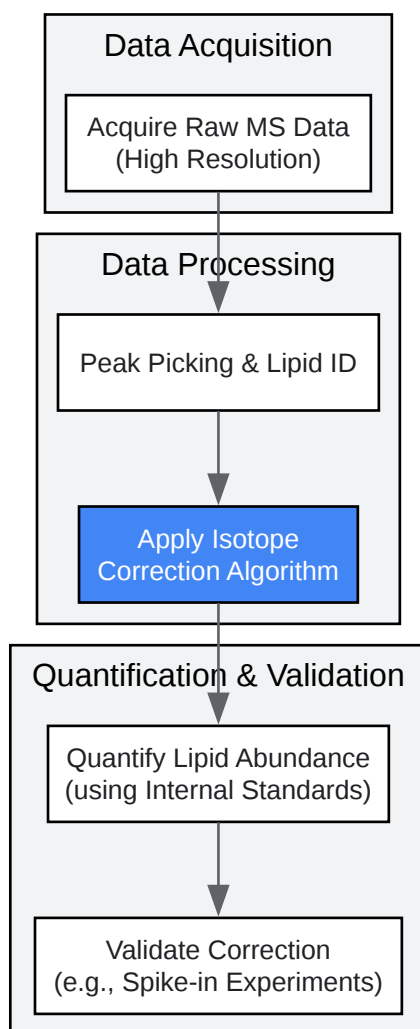 Data Acquisition
Acquire Raw MS Data
(High Resolution)
Data Processing
Peak Picking & Lipid ID
Apply Isotope
Correction Algorithm
Quantification & Validation
Quantify Lipid Abundance
(using Internal Standards)
Validate Correction
(e.g., Spike-in Experiments)